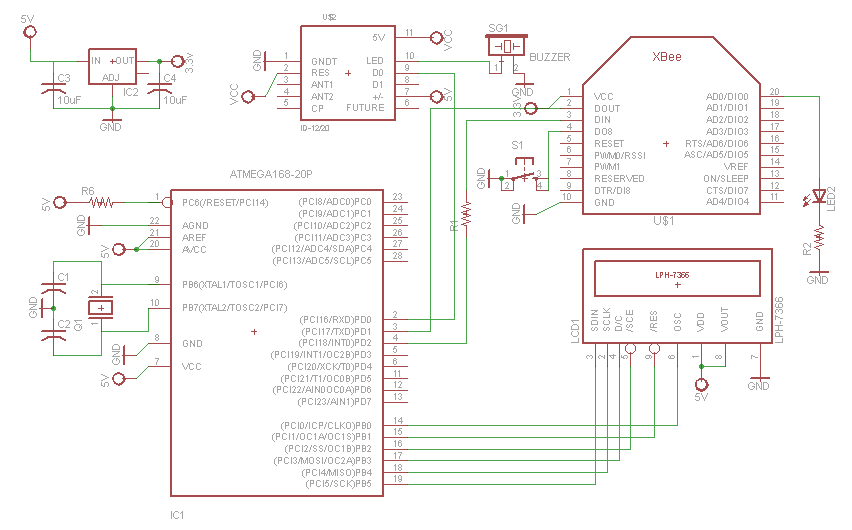 5V
IN
OUT
ADJ
IC2
C3
10uF
C4
10uF
3.3v
GND
U$2
GND
VCC
1
2
3
4
5
GNDT
RES
ANT1
ANT2
CP
5V
LED
D0
D1
+/-
FUTURE
11
10
9
8
7
6
VCC
5V
ID-12/20
SG1
BUZZER
1
2
GND
3.3V
XBee
1
2
3
4
5
6
7
8
9
10
VCC
DOUT
DIN
DO8
RESET
PWM0/RSSI
PWM1
RESERVED
DTR/DI8
GND
AD0/DIO0
AD1/DIO1
AD2/DIO2
AD3/DIO3
RTS/AD6/DIO6
ASC/AD5/DIO5
VREF
ON/SLEEP
CTS/DIO7
AD4/DIO4
20
19
18
17
16
15
14
13
12
11
U$1
S1
GND
1
2
3
4
GND
LED2
R2
GND
ATMEGA168-20P
R6
5V
GND
5V
1
22
21
20
9
10
8
7
PC6(/RESET/PCI14)
AGND
AREF
AVCC
PB6(XTAL1/TOSC1/PCI6)
PB7(XTAL2/TOSC2/PCI7)
GND
VCC
C1
C2
GND
Q1
2
1
GND
5V
(PCI8/ADC0)PC0
(PCI9/ADC1)PC1
(PCI10/ADC2)PC2
(PCI11/ADC3)PC3
(PCI12/ADC4/SDA)PC4
(PCI13/ADC5/SCL)PC5
23
24
25
26
27
28
(PCI16/RXD)PD0
(PCI17/TXD)PD1
(PCI18/INT0)PD2
(PCI19/INT1/OC2B)PD3
(PCI20/XCK/T0)PD4
(PCI21/T1/OC0B)PD5
(PCI22/AIN0OC0A)PD6
(PCI23/AIN1)PD7
2
3
4
5
6
11
12
13
(PCI0/ICP/CLKO)PB0
(PCI1/OC1A/OC1S)PB1
(PCI2/SS/OC1B)PB2
(PCI3/MOSI/OC2A)PB3
(PCI4/MISO)PB4
(PCI5/SCK)PB5
14
15
16
17
18
19
IC1
R1
LCD1
LPH-7366
SDIN
SCLK
D/C
/SCE
/RES
OSC
VDD
VOUT
GND
LPH-7366
3
2
4
5
9
6
1
8
7
5V
GND